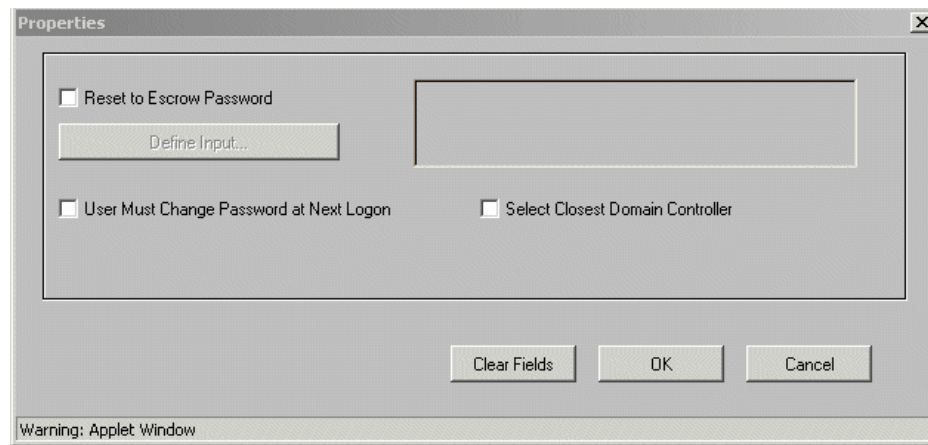 Properties
Reset to Escrow Password
Define Input...
User Must Change Password at Next Logon
Select Closest Domain Controller
Clear Fields
OK
Cancel
Warning: Applet Window